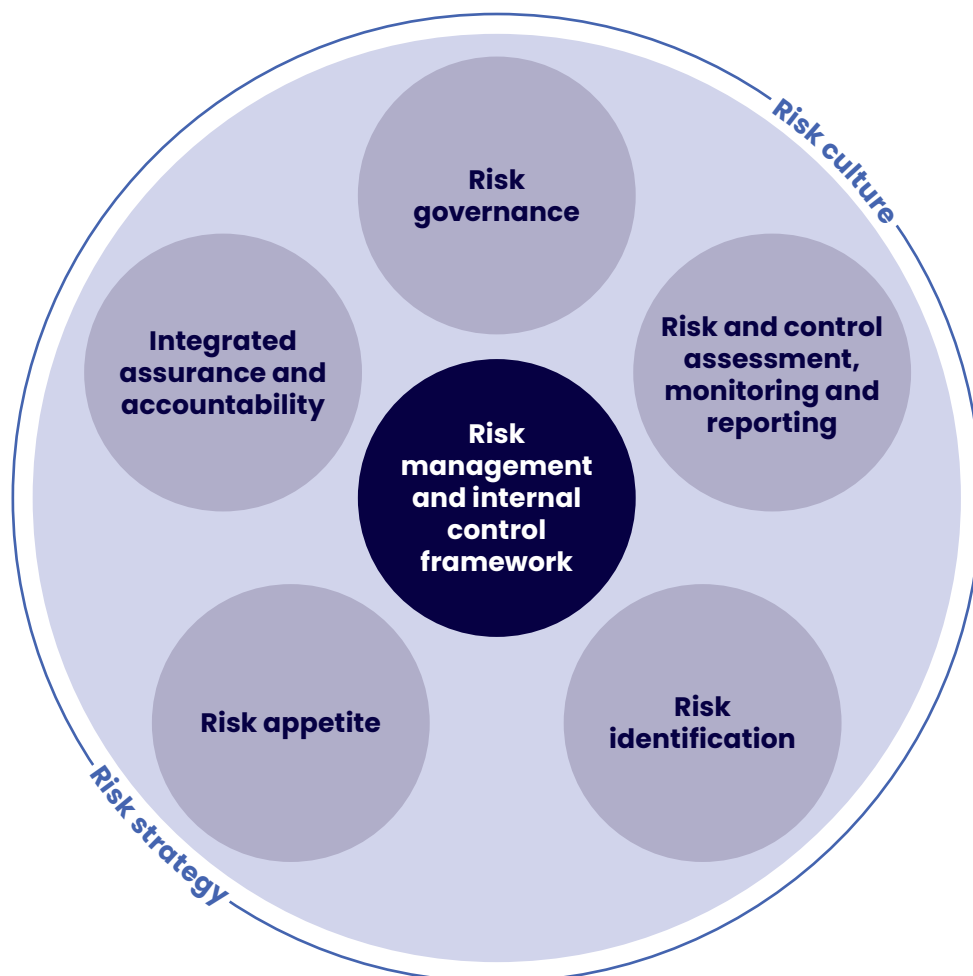 Risk culture
Risk
governance
Integrated
assurance and
accountability
Risk and control
assessment,
monitoring and
reporting
Risk
management
and internal
control
framework
Risk appetite
Risk
identification
Risk strategy